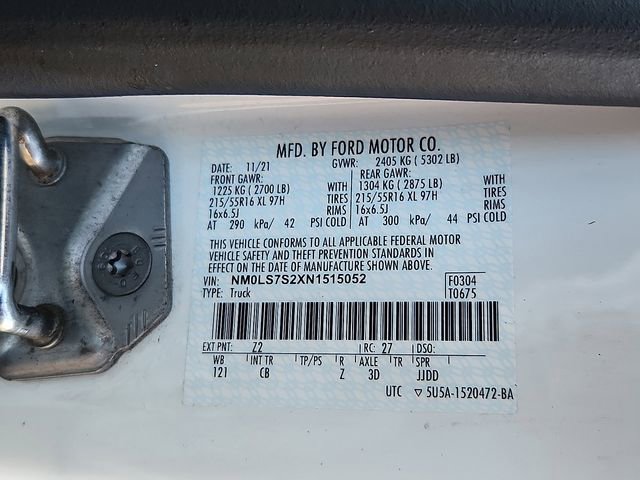 MFD. BY FORD MOTOR CO.
DATE: 11/21 GVWR: 2405 KG ( 5302 LB)
FRONT GAWR: REAR GAWR:
1225 KG ( 2700 LB) WITH 1304 KG ( 2875 LB) WITH
215/55R16 XL 97H TIRES 215/55R16 XL 97H TIRES
16x6.5J RIMS 16x6.5J RIMS
AT 290 kPa/ 42 PSI COLD AT 300 kPa/ 44 PSI COLD
THIS VEHICLE CONFORMS TO ALL APPLICABLE FEDERAL MOTOR
VEHICLE SAFETY AND THEFT PREVENTION STANDARDS IN
EFFECT ON THE DATE OF MANUFACTURE SHOWN ABOVE.
VIN: NM0LS7S2XN1515052 F0304
TYPE: Truck T0675
EXT PNT: Z2 RC: 27 DSO:
WB INT TR TP/PS R AXLE TR SPR
121 CB Z 3D JJDD
UTC ▽ 5U5A-1520472-BA